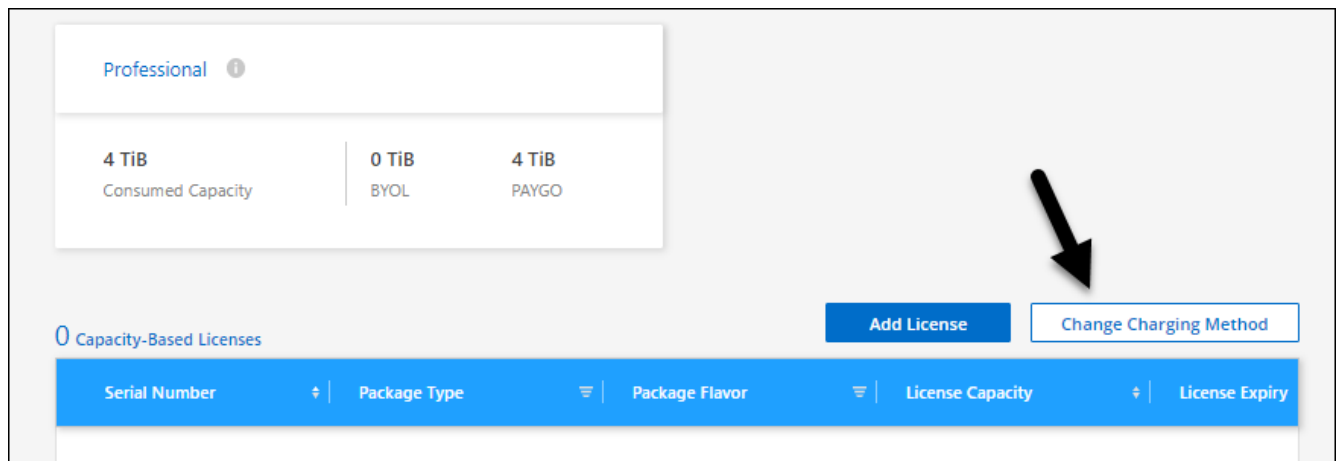 Professional
4 TiB 0 TiB 4 TiB
Consumed Capacity BYOL PAYGO
Add License Change Charging Method
0 Capacity-Based Licenses
Serial Number Package Type Package Flavor License Capacity License Expiry